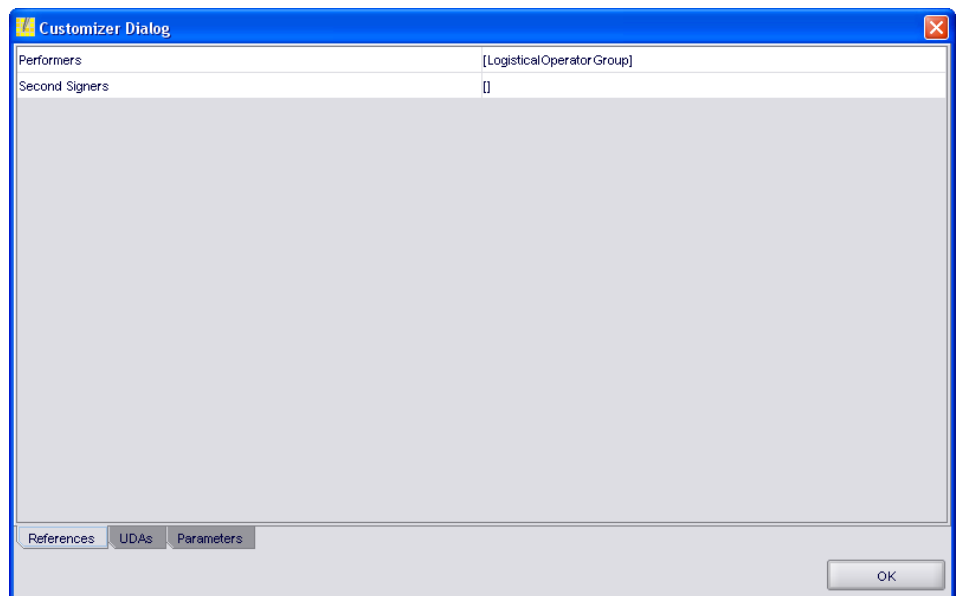 Customizer Dialog
Performers [LogisticalOperatorGroup]
Second Signers []
References UDAs Parameters
OK